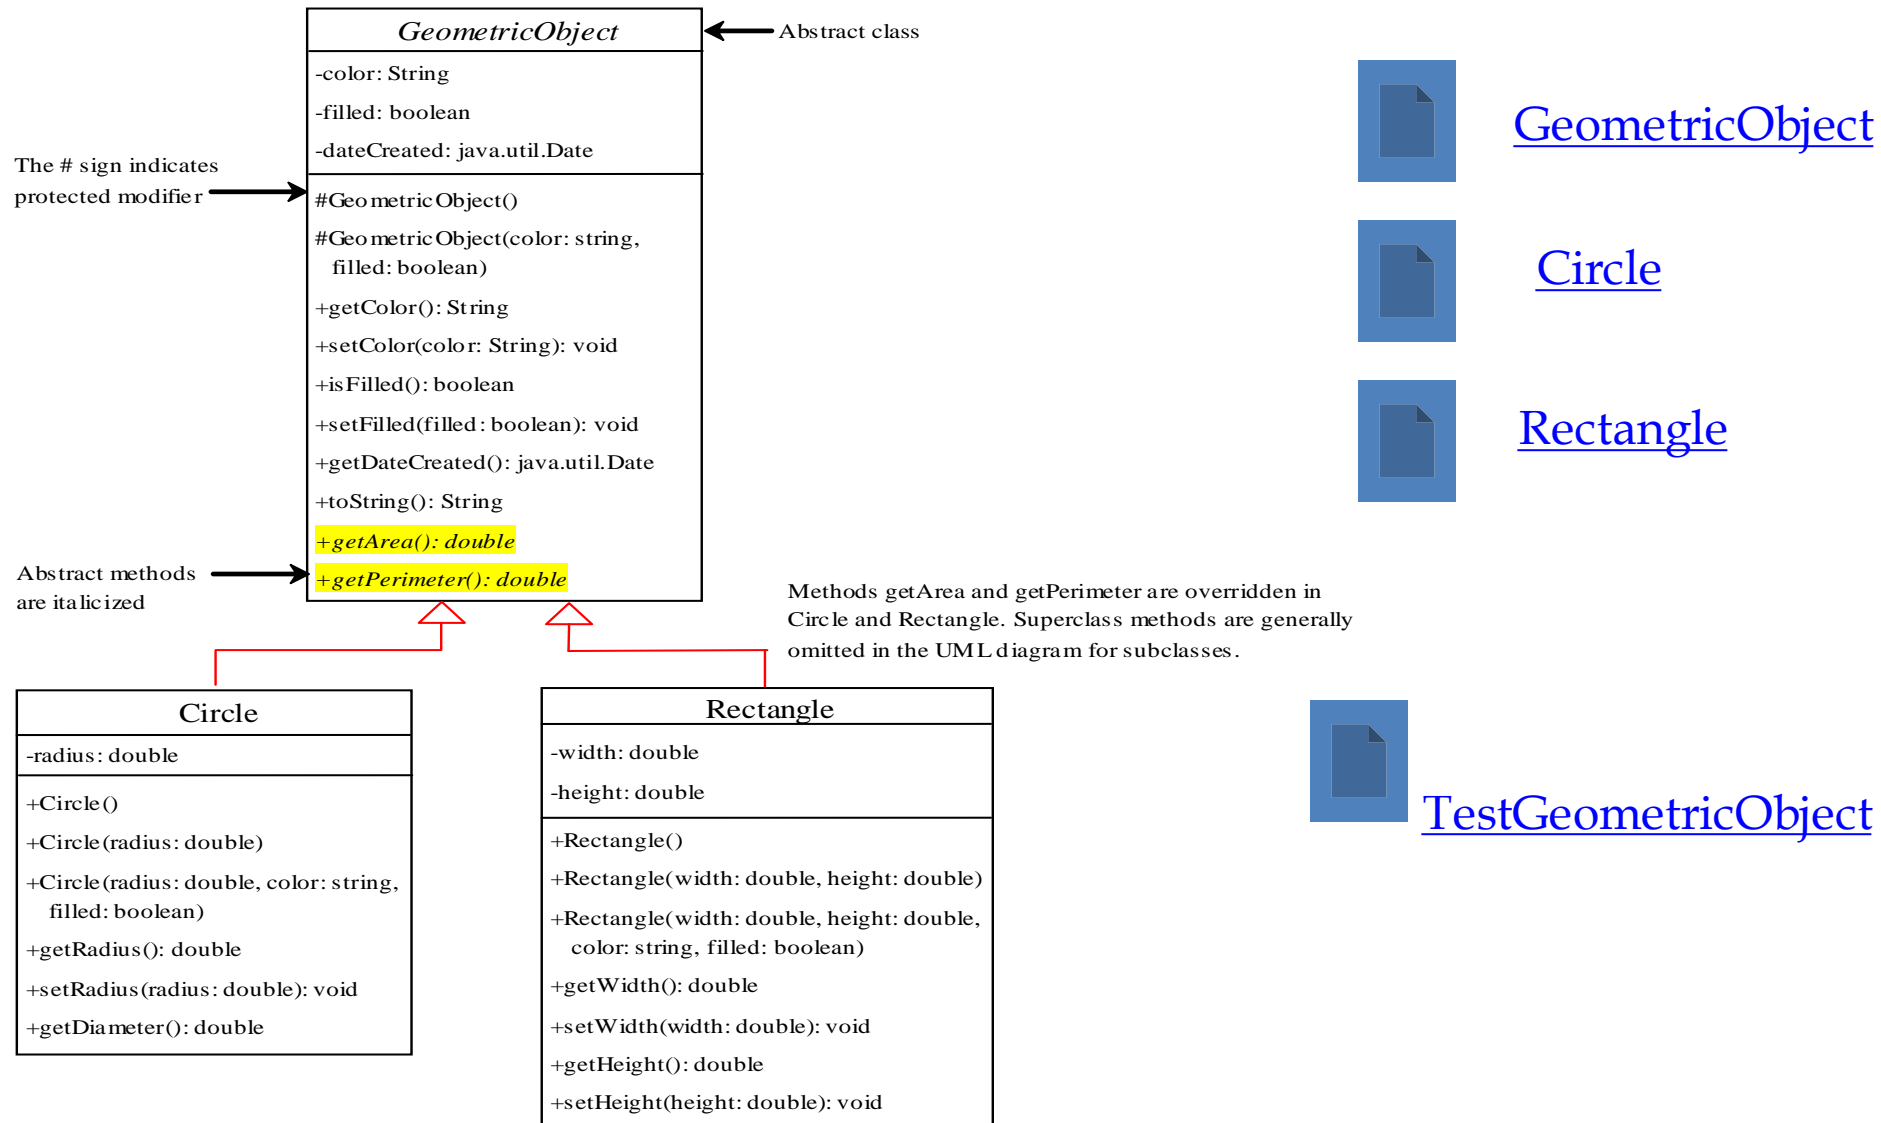 GeometricObject
Abstract class
-color: String
-filled: boolean
-dateCreated: java.util.Date
The # sign indicates
protected modifier
#GeometricObject()
#GeometricObject(color: string,
filled: boolean)
+getColor(): String
+setColor(color: String): void
+isFilled(): boolean
+setFilled(filled: boolean): void
+getDateCreated(): java.util.Date
+toString(): String
+getArea(): double
+getPerimeter(): double
Abstract methods
are italicized
Methods getArea and getPerimeter are overridden in
Circle and Rectangle. Superclass methods are generally
omitted in the UML diagram for subclasses.
Circle
-radius: double
+Circle()
+Circle(radius: double)
+Circle(radius: double, color: string,
filled: boolean)
+getRadius(): double
+setRadius(radius: double): void
+getDiameter(): double
Rectangle
-width: double
-height: double
+Rectangle()
+Rectangle(width: double, height: double)
+Rectangle(width: double, height: double,
color: string, filled: boolean)
+getWidth(): double
+setWidth(width: double): void
+getHeight(): double
+setHeight(height: double): void
GeometricObject
Circle
Rectangle
TestGeometricObject